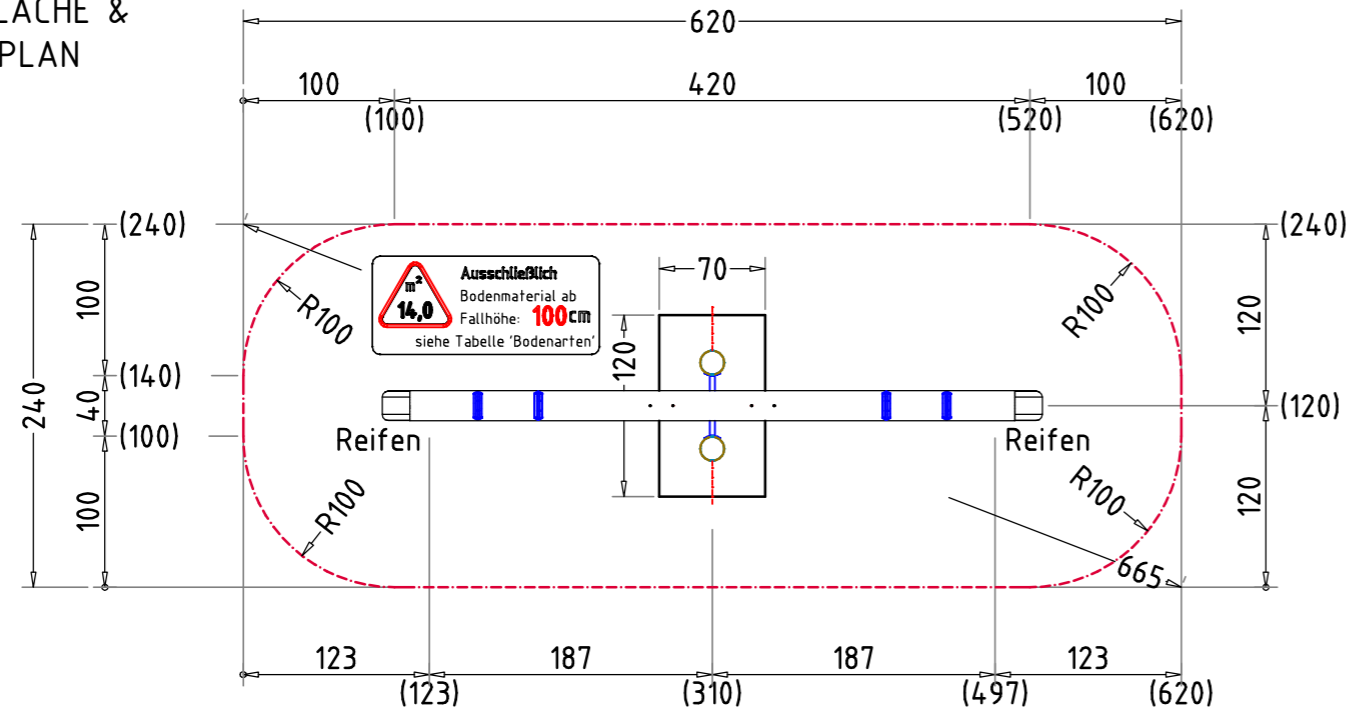 LÄCHE &
PLAN
620
100 420 100
(100) (520) (620)
(240) (240)
70
m²
14,0
Ausschließlich
Bodenmaterial ab
Fallhöhe: 100cm
siehe Tabelle 'Bodenarten'
100
R100 R100
120
120
(140)
240
40
(120)
(100)
Reifen Reifen
100
R100 R100
120
665
123 187 187 123
(123) (310) (497) (620)